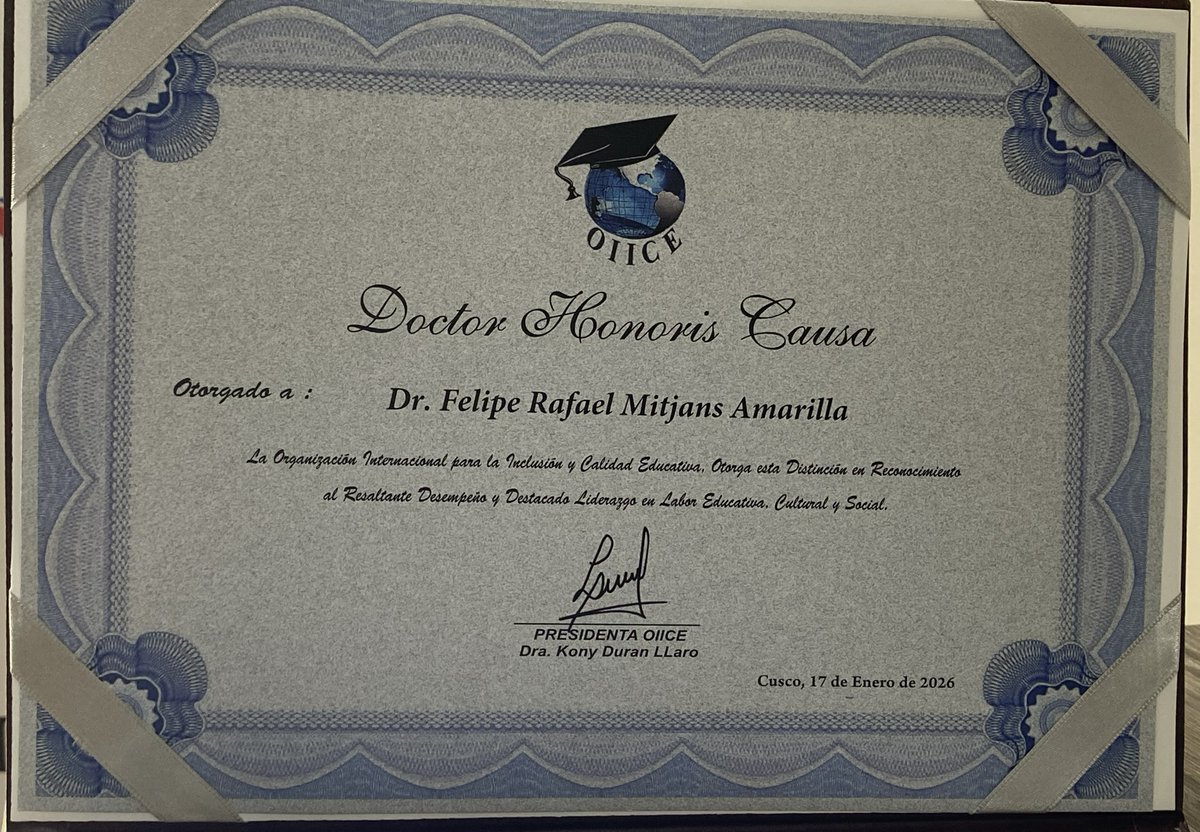 OIICE
Doctor Honoris Causa
Otorgado a : Dr. Felipe Rafael Mitjans Amarilla
La Organización Internacional para la Inclusión y Calidad Educativa, Otorga esta Distinción en Reconocimiento
al Resaltante Desempeño y Destacado Liderazgo en Labor Educativa, Cultural y Social.
PRESIDENTA OIICE
Dra. Kony Duran LLaro
Cusco, 17 de Enero de 2026